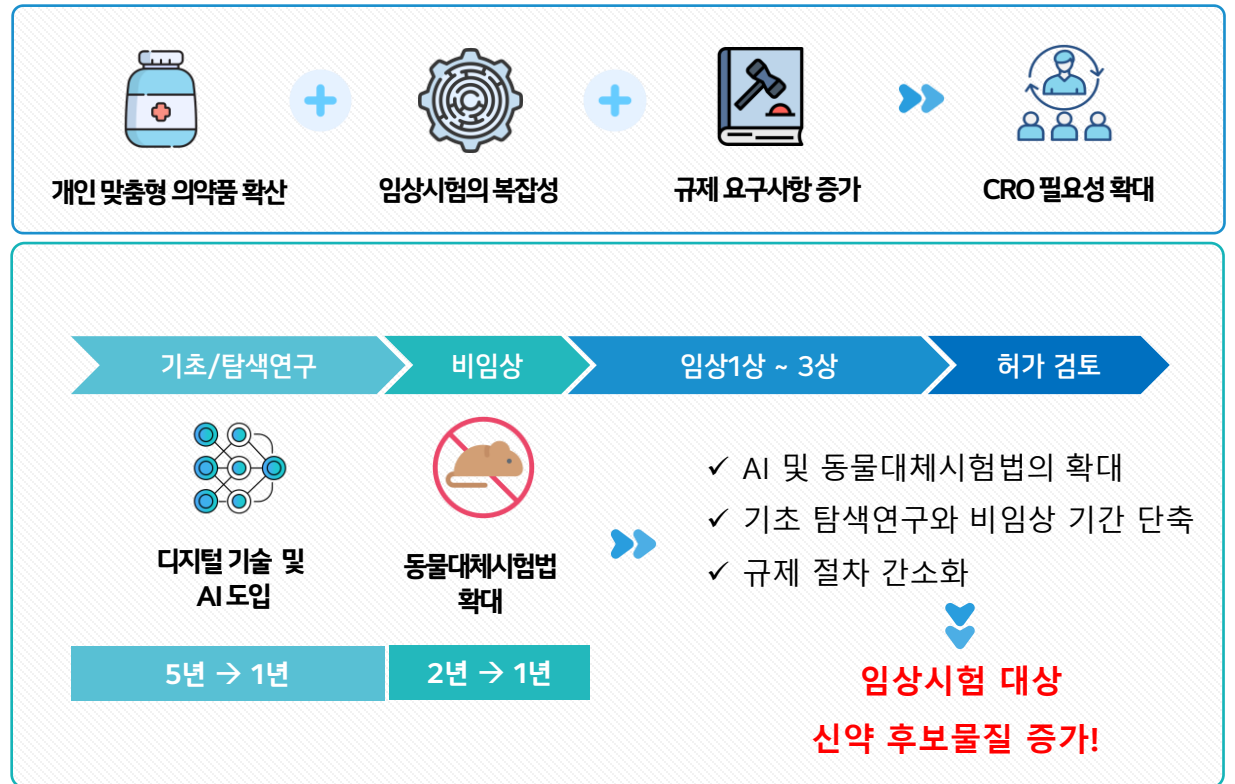 개인 맞춤형 의약품 확산
임상시험의 복잡성
규제 요구사항 증가
CRO 필요성 확대
기초/탐색연구
비임상
임상1상 ~ 3상
허가 검토
디지털 기술 및
AI 도입
동물대체시험법
확대
✓ AI 및 동물대체시험법의 확대
✓ 기초 탐색연구와 비임상 기간 단축
✓ 규제 절차 간소화
5년 → 1년
2년 → 1년
임상시험 대상
신약 후보물질 증가!